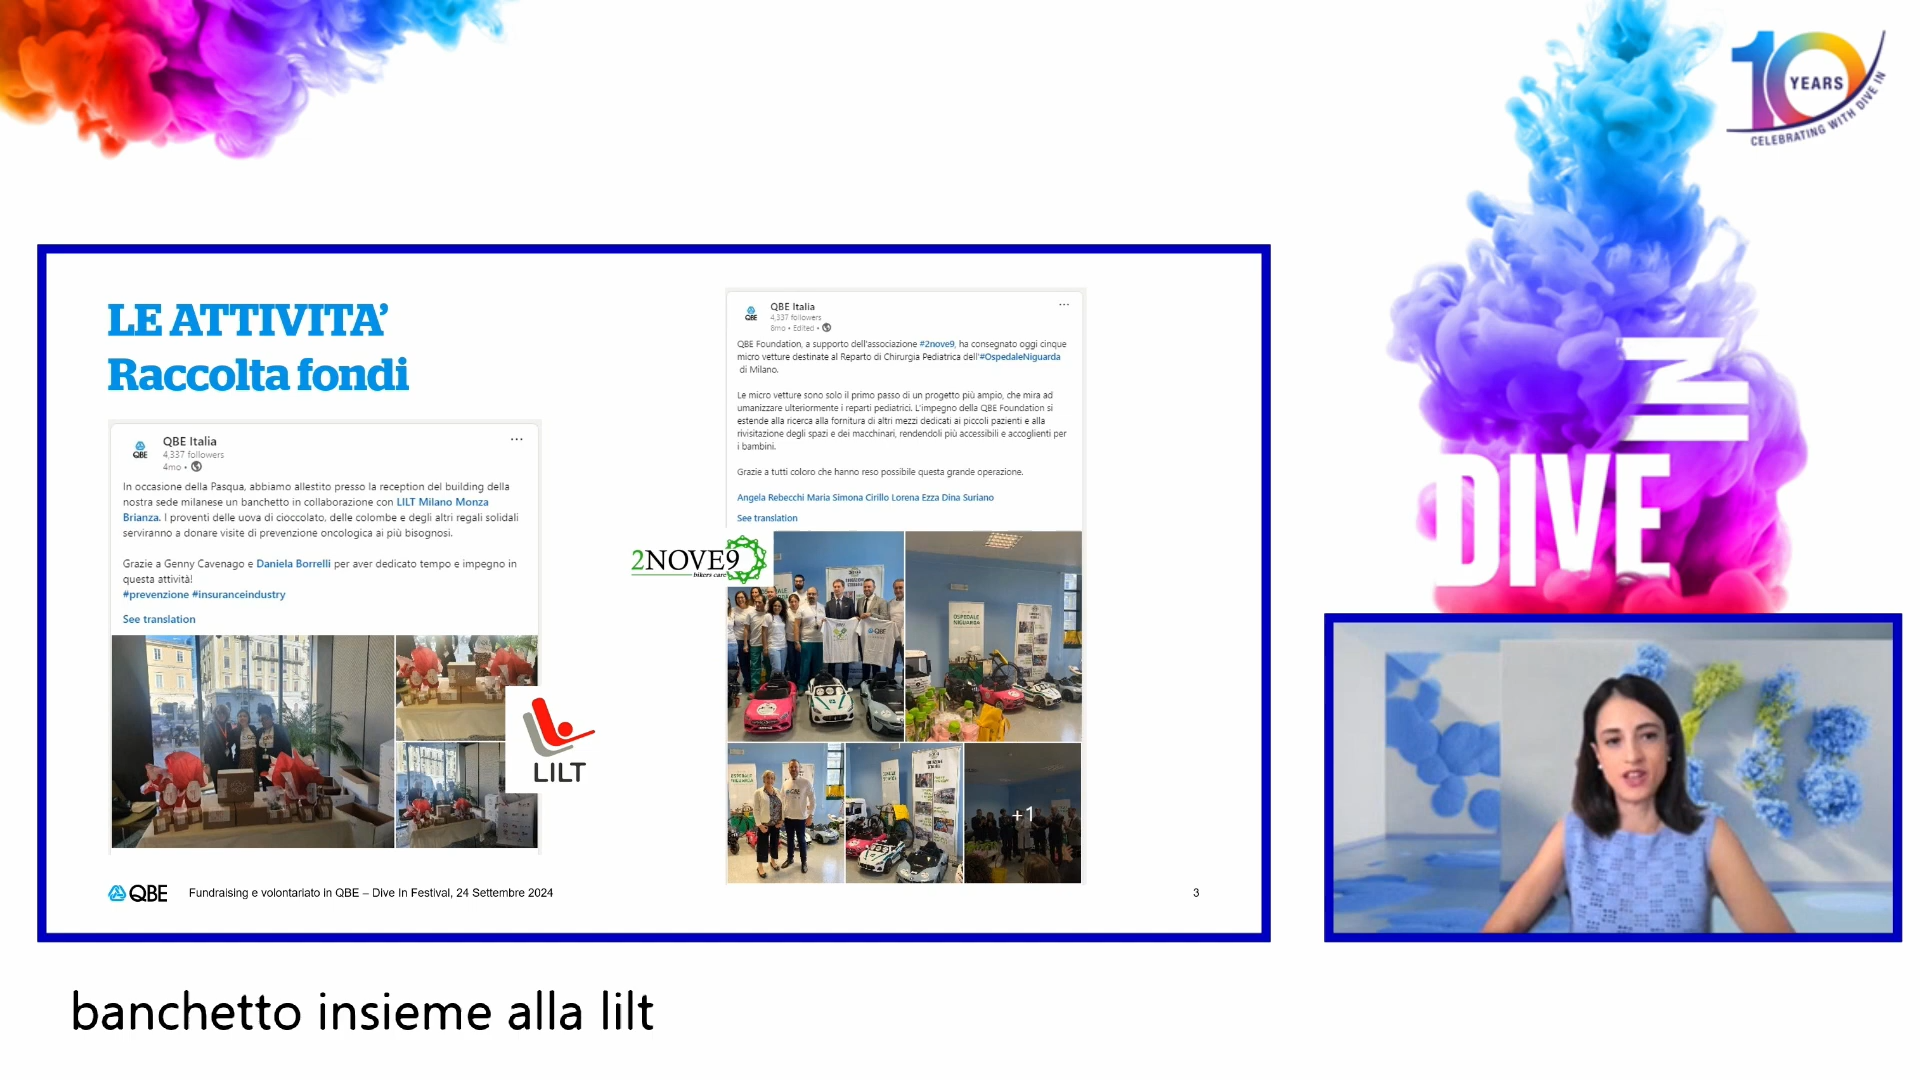 10 YEARS
CELEBRATING WITH DIVE IN
IN
DIVE
LE ATTIVITA'
Raccolta fondi
QBE
QBE Italia
4,337 followers
4mo •
In occasione della Pasqua, abbiamo allestito presso la reception del building della
nostra sede milanese un banchetto in collaborazione con LILT Milano Monza
Brianza. I proventi delle uova di cioccolato, delle colombe e degli altri regali solidali
serviranno a donare visite di prevenzione oncologica ai più bisognosi.
Grazie a Genny Cavenago e Daniela Borrelli per aver dedicato tempo e impegno in
questa attività!
#prevenzione #insuranceindustry
See translation
LILT
QBE
QBE Italia
4,337 followers
6mo • Edited •
QBE Foundation, a supporto dell'associazione #2nove9, ha consegnato oggi cinque
micro vetture destinate al Reparto di Chirurgia Pediatrica dell'#OspedaleNiguarda
di Milano.
Le micro vetture sono solo il primo passo di un progetto più ampio, che mira ad
umanizzare ulteriormente i reparti pediatrici. L'impegno della QBE Foundation si
estende alla ricerca alla fornitura di altri mezzi dedicati ai piccoli pazienti e alla
rivisitazione degli spazi e dei macchinari, rendendoli più accessibili e accoglienti per
i bambini.
Grazie a tutti coloro che hanno reso possibile questa grande operazione.
Angela Rebecchi Maria Simona Cirillo Lorena Ezza Dina Suriano
See translation
2NOVE9
bikers care
OSPEDALE
NIGUARDA
QBE
+1
QBE
Fundraising e volontariato in QBE – Dive In Festival, 24 Settembre 2024
3
banchetto insieme alla lilt